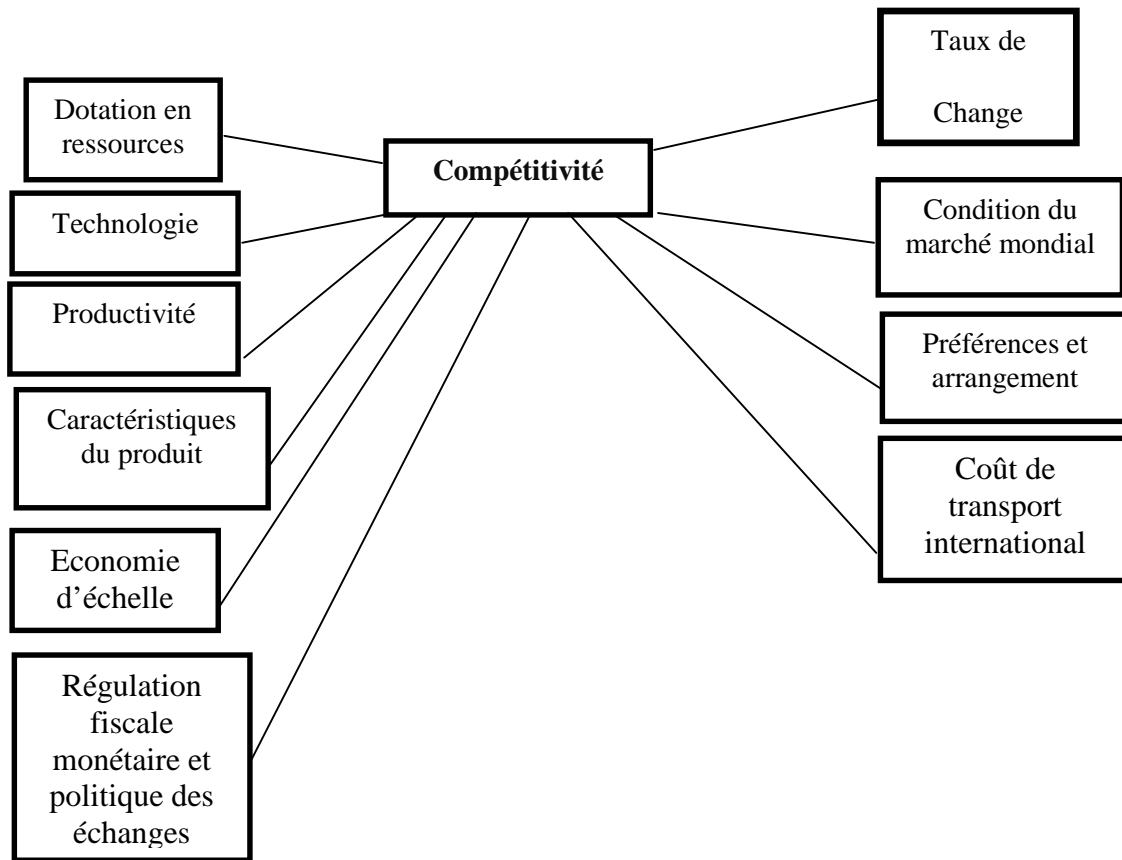 Dotation en
ressources
Technologie
Productivité
Caractéristiques
du produit
Economie
d’échelle
Régulation
fiscale
monétaire et
politique des
échanges
Compétitivité
Taux de
Change
Condition du
marché mondial
Préférences et
arrangement
Coût de
transport
international